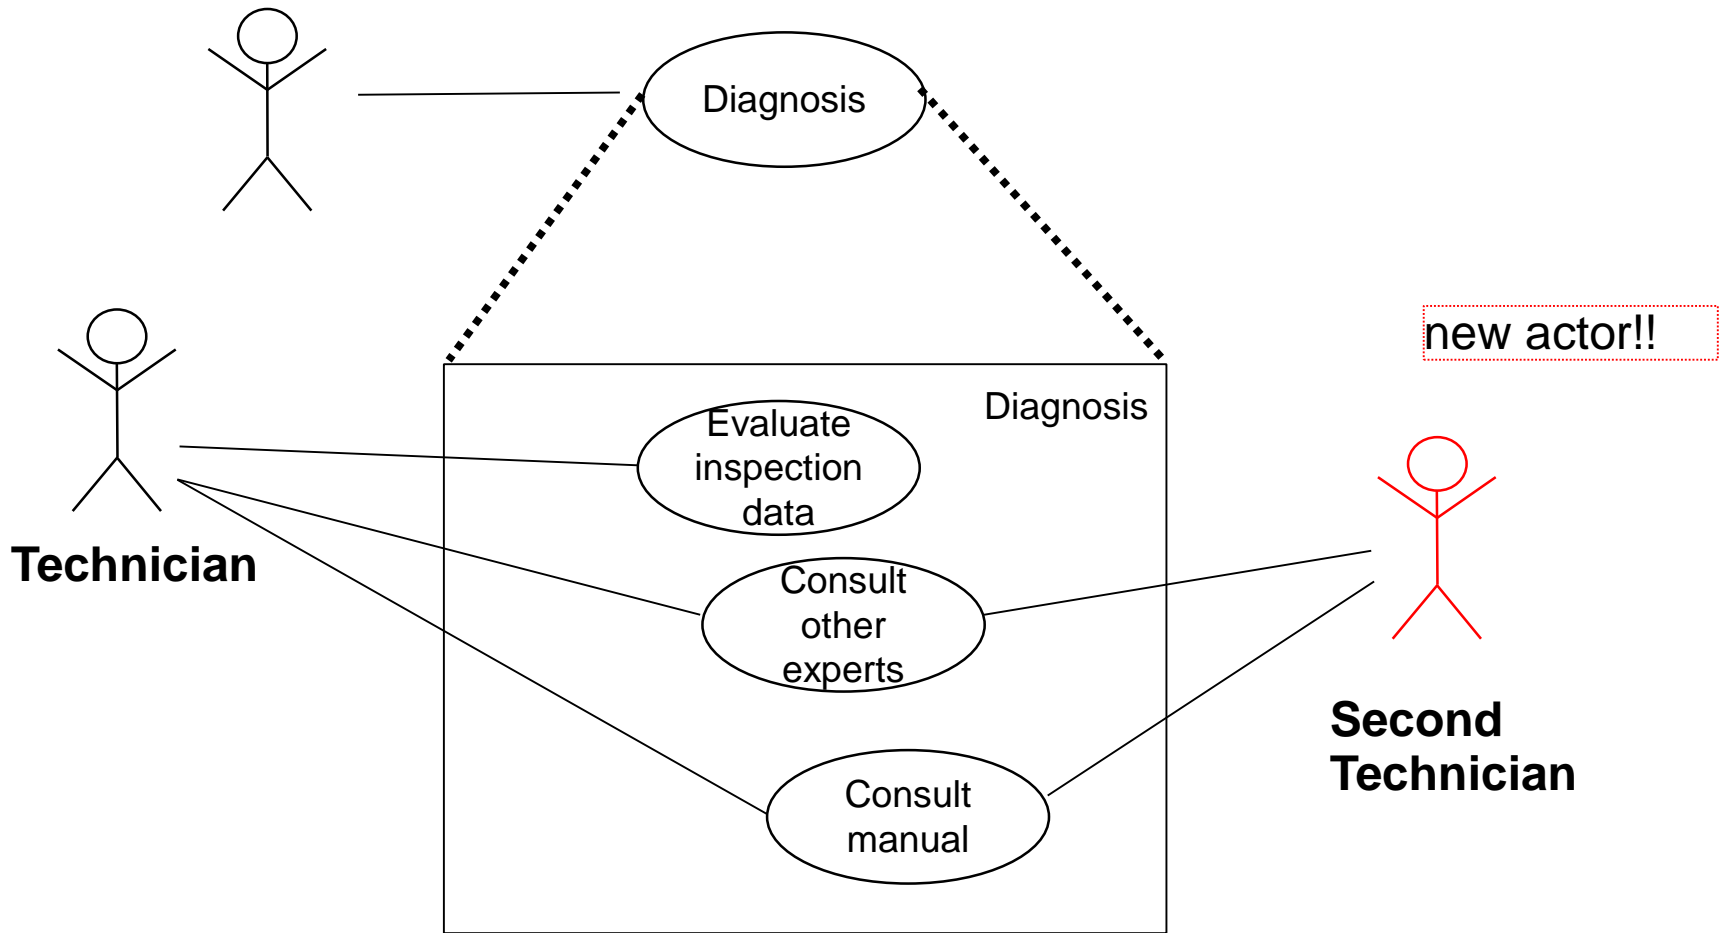 Diagnosis
new actor!!
Diagnosis
Evaluate
inspection
data
Technician
Consult
other
experts
Second
Technician
Consult
manual